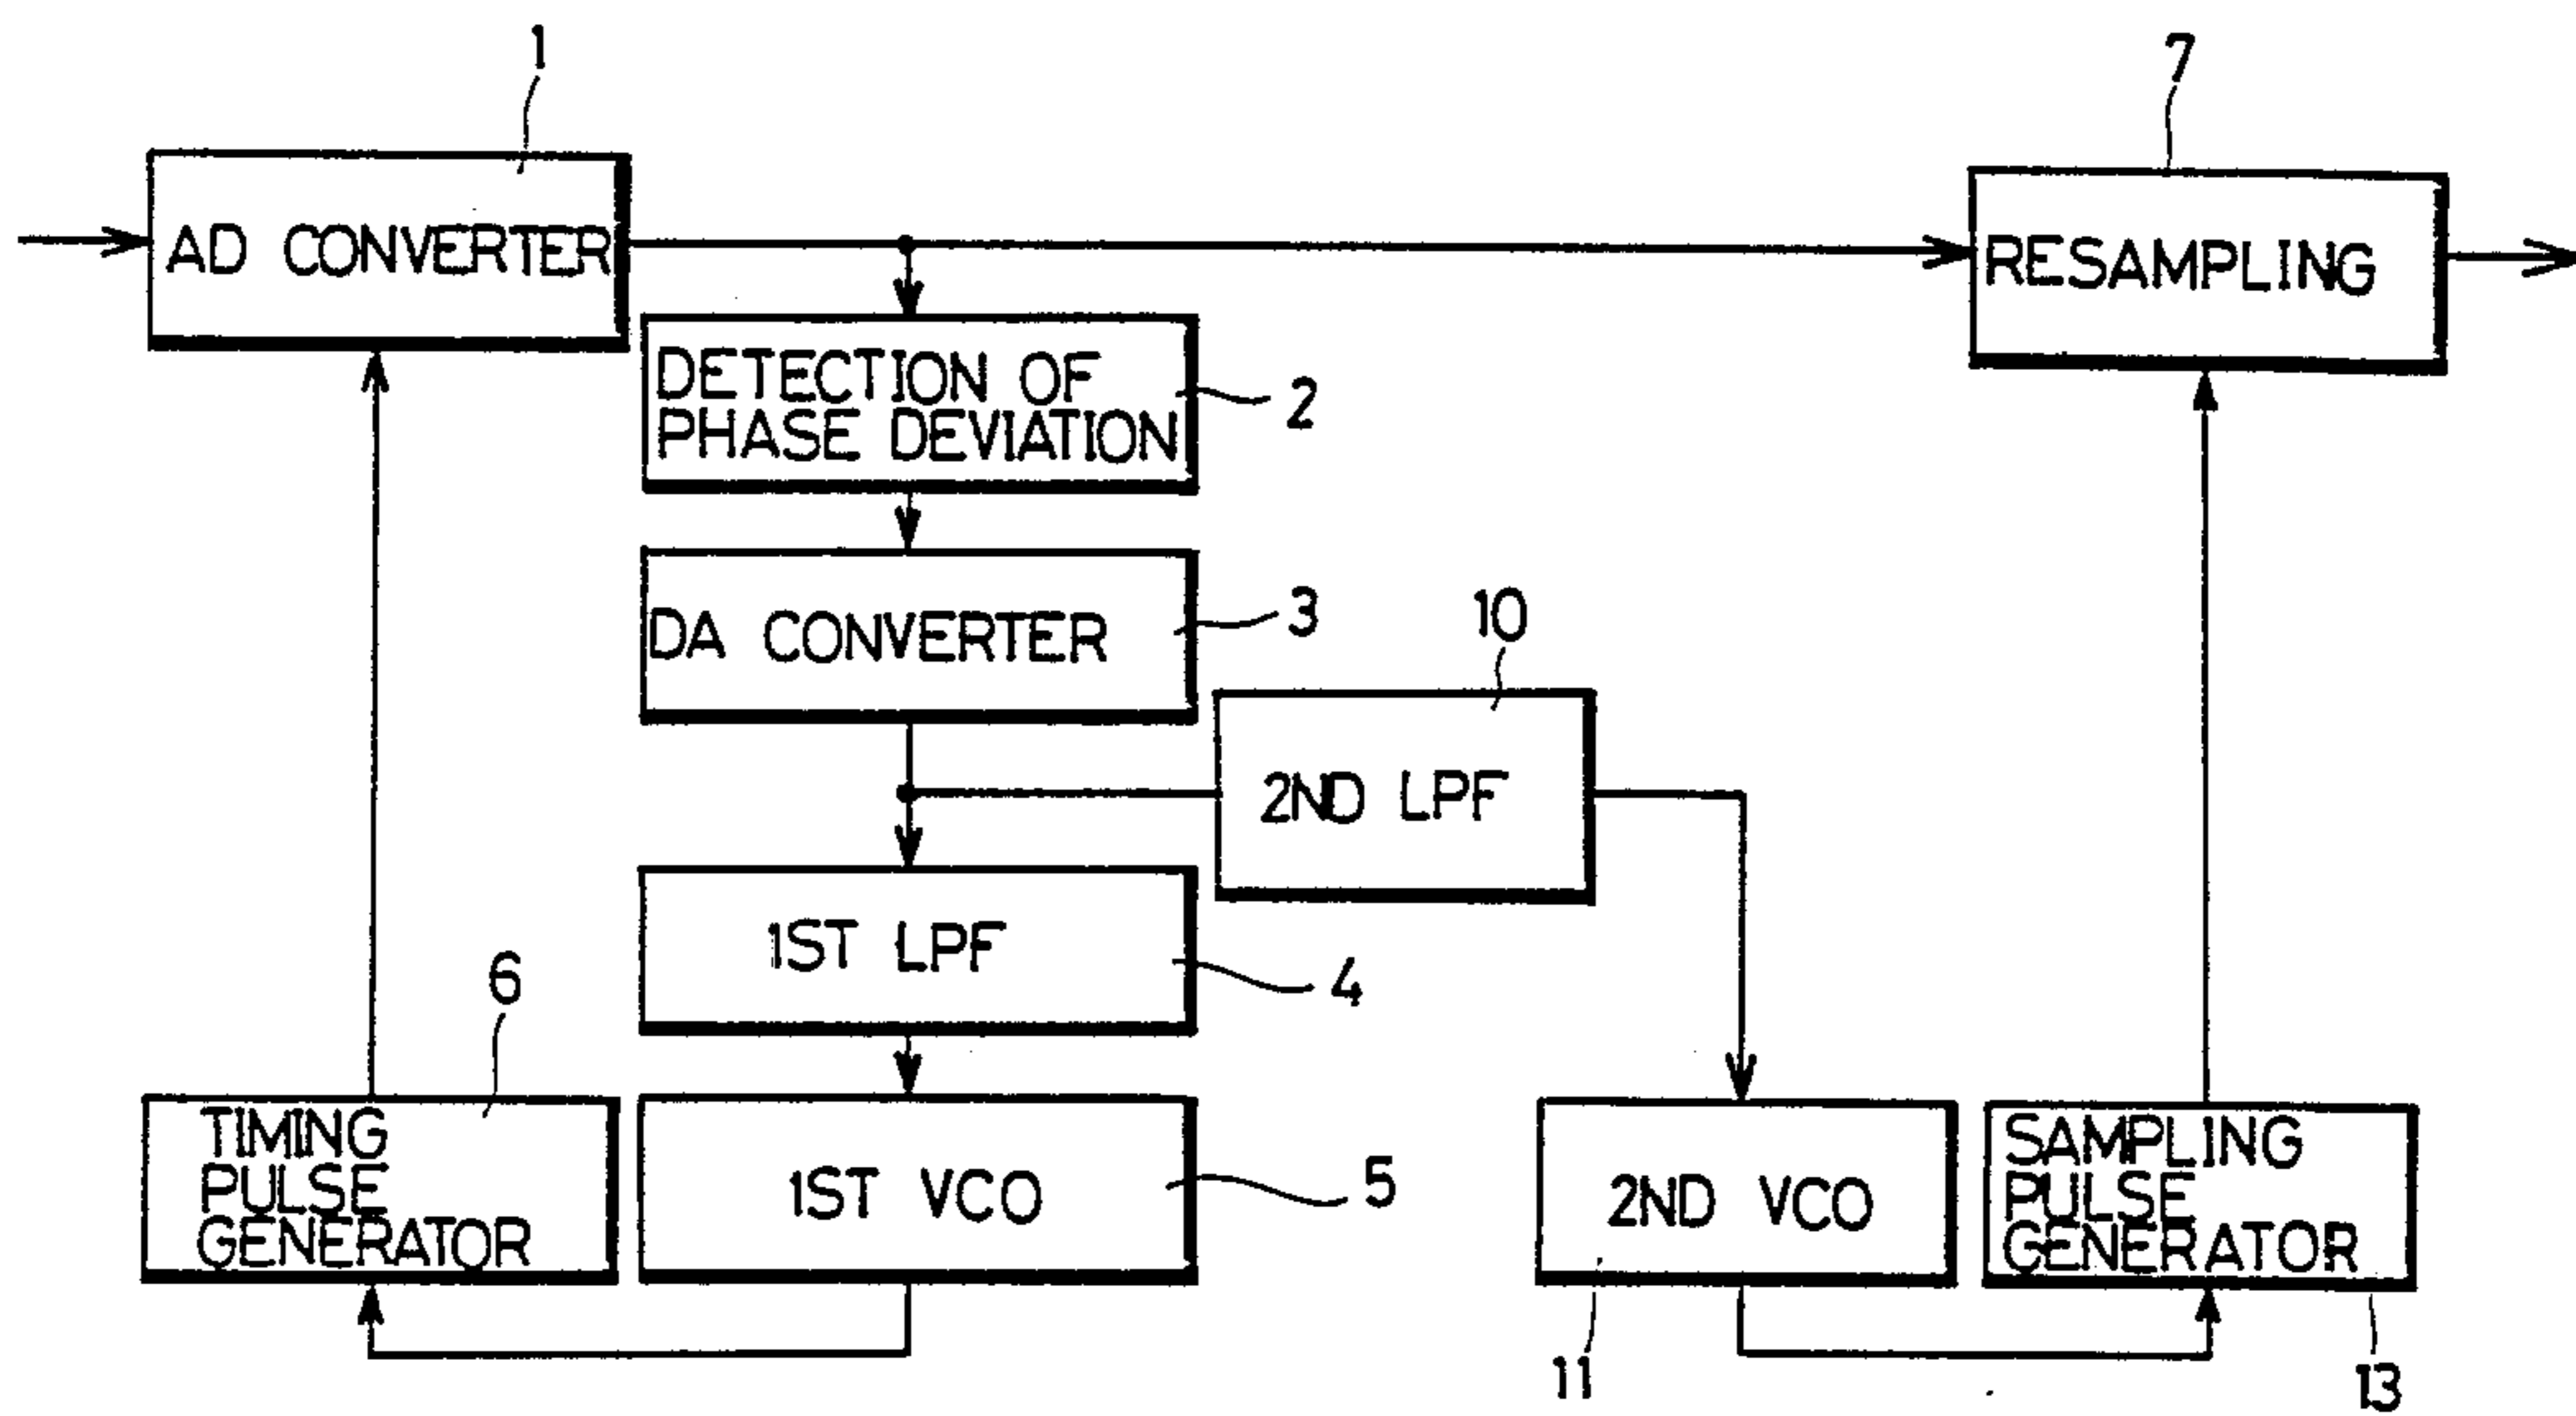 1
7
AD CONVERTER
RESAMPLING
DETECTION OF
PHASE DEVIATION
2
DA CONVERTER
3
10
2ND LPF
1ST LPF
4
6
TIMING
PULSE
GENERATOR
1ST VCO
5
2ND VCO
11
SAMPLING
PULSE
GENERATOR
13